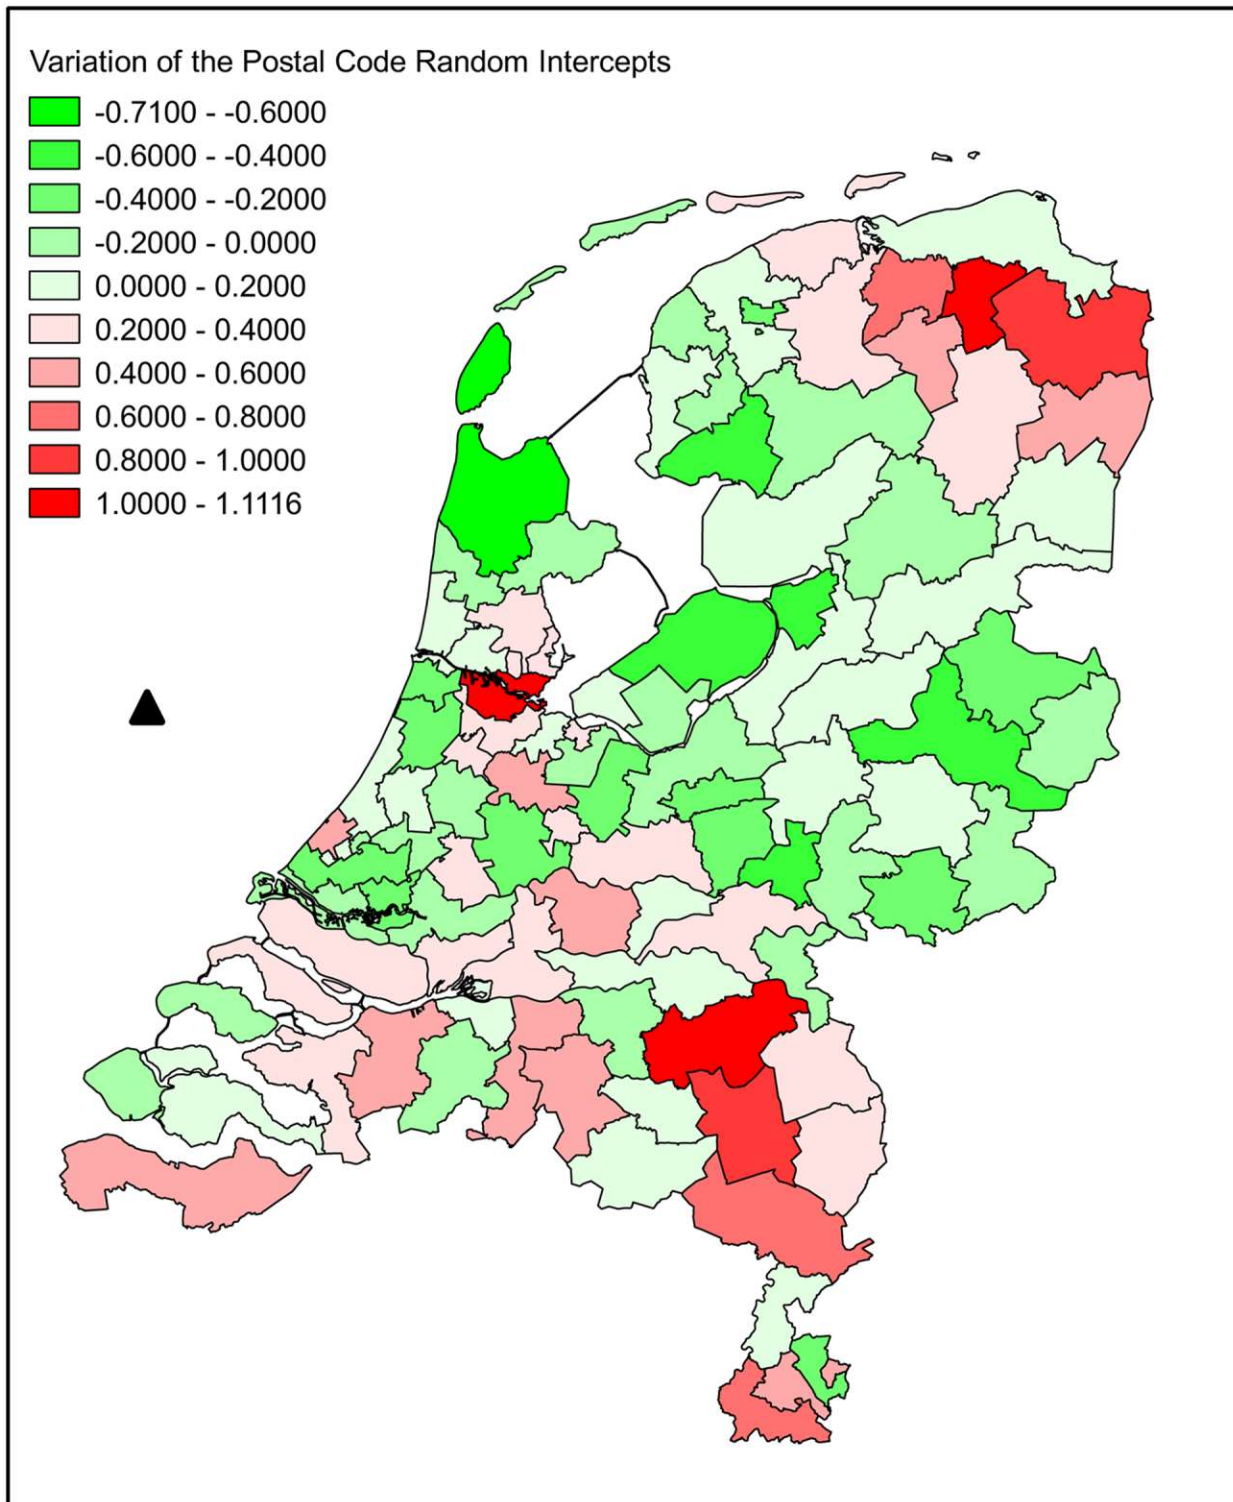 Variation of the Postal Code Random Intercepts
-0.7100 - -0.6000
-0.6000 - -0.4000
-0.4000 - -0.2000
-0.2000 - 0.0000
0.0000 - 0.2000
0.2000 - 0.4000
0.4000 - 0.6000
0.6000 - 0.8000
0.8000 - 1.0000
1.0000 - 1.1116